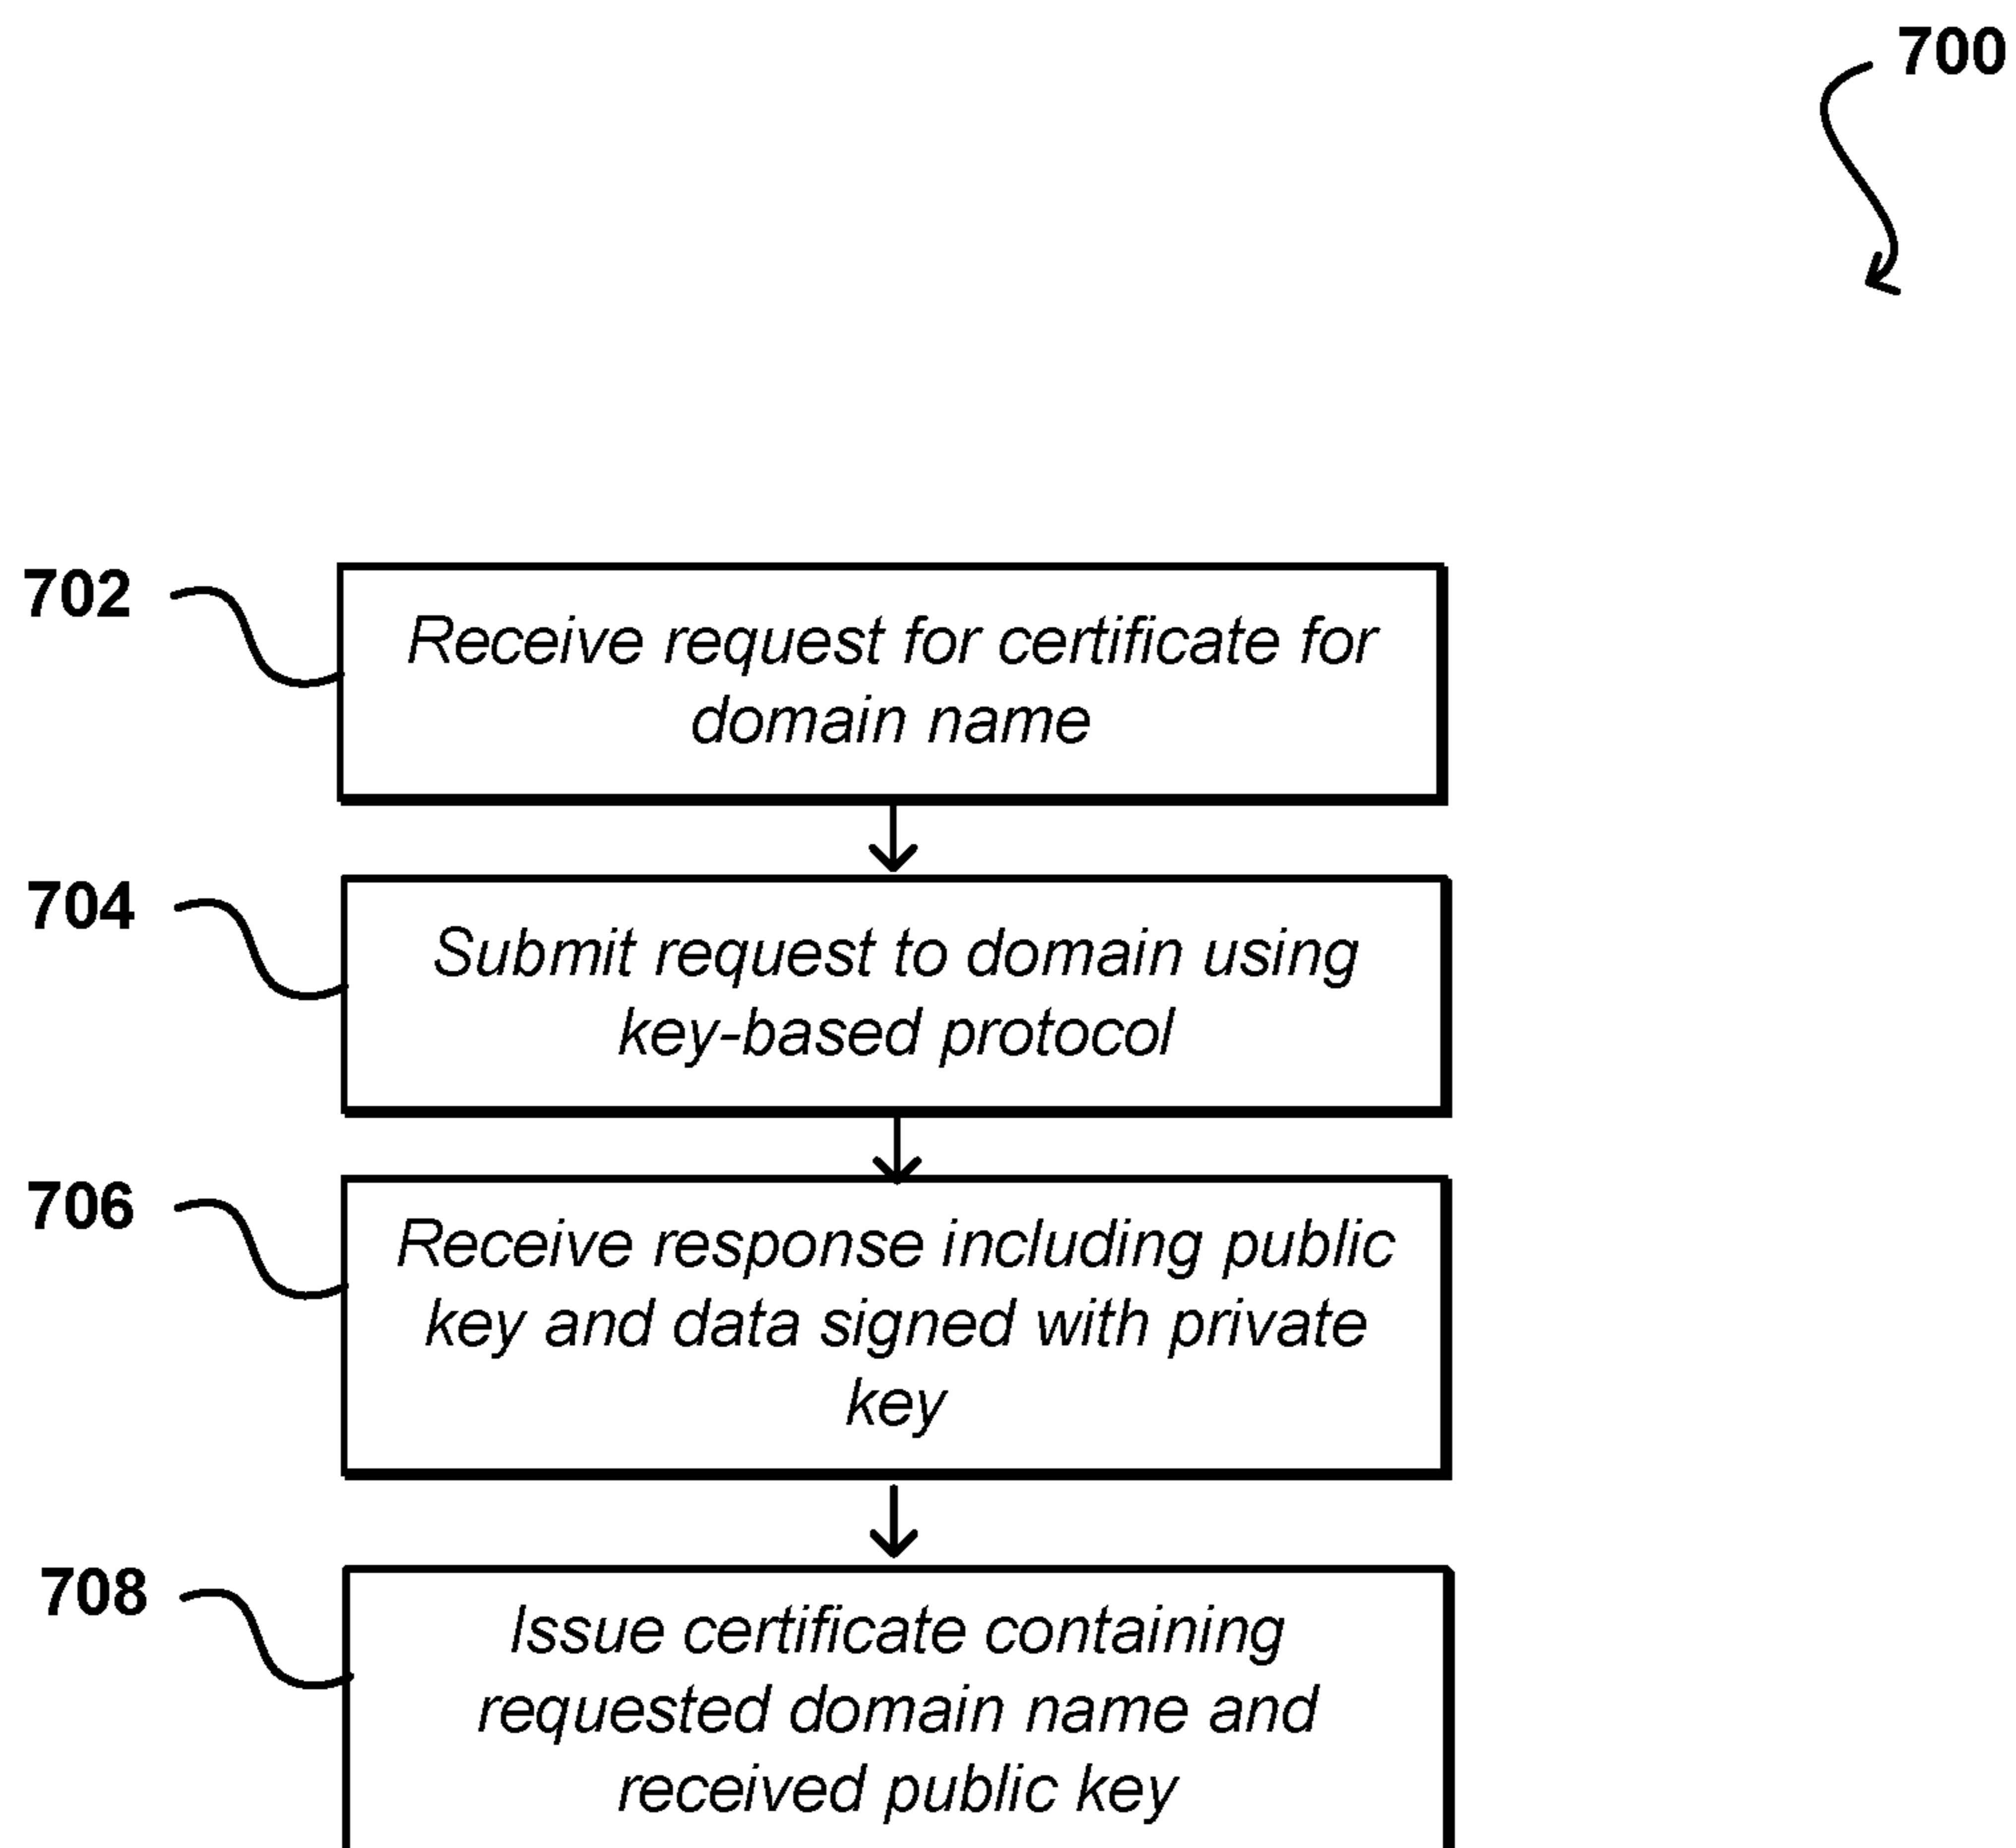 700
702
Receive request for certificate for
domain name
704
Submit request to domain using
key-based protocol
706
Receive response including public
key and data signed with private
key
708
Issue certificate containing
requested domain name and
received public key